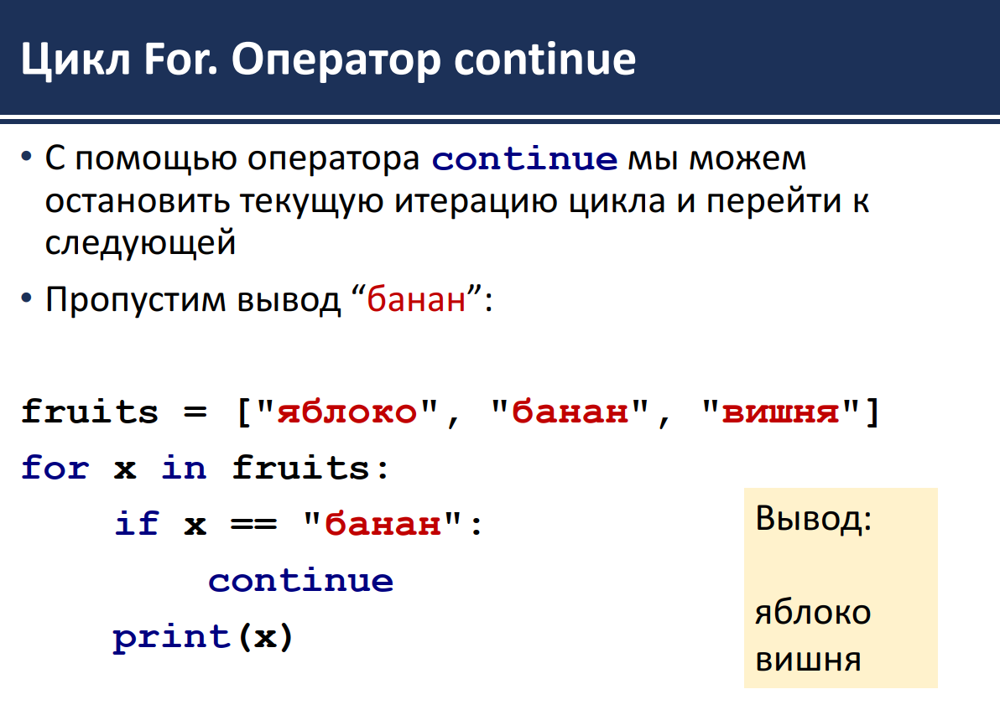 Цикл For. Оператор continue
• С помощью оператора continue мы можем
остановить текущую итерацию цикла и перейти к
следующей
• Пропустим вывод “банан”:
fruits = ["яблоко", "банан", "вишня"]
for x in fruits:
    if x == "банан":
        continue
    print(x)
Вывод:
яблоко
вишня